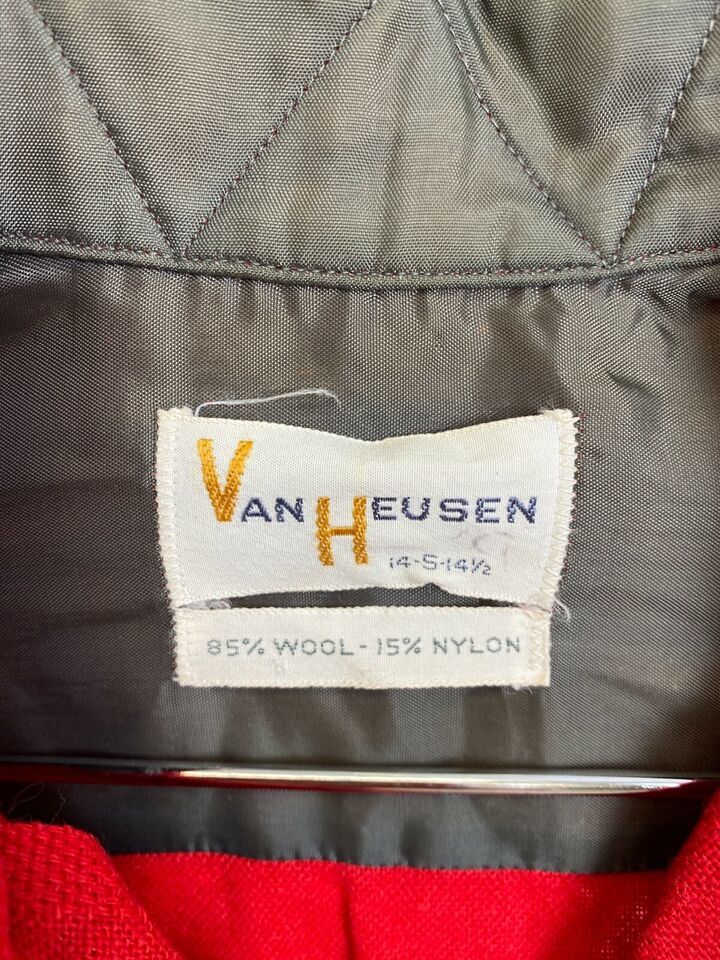 VAN HEUSEN
14-S-14½
85% WOOL - 15% NYLON